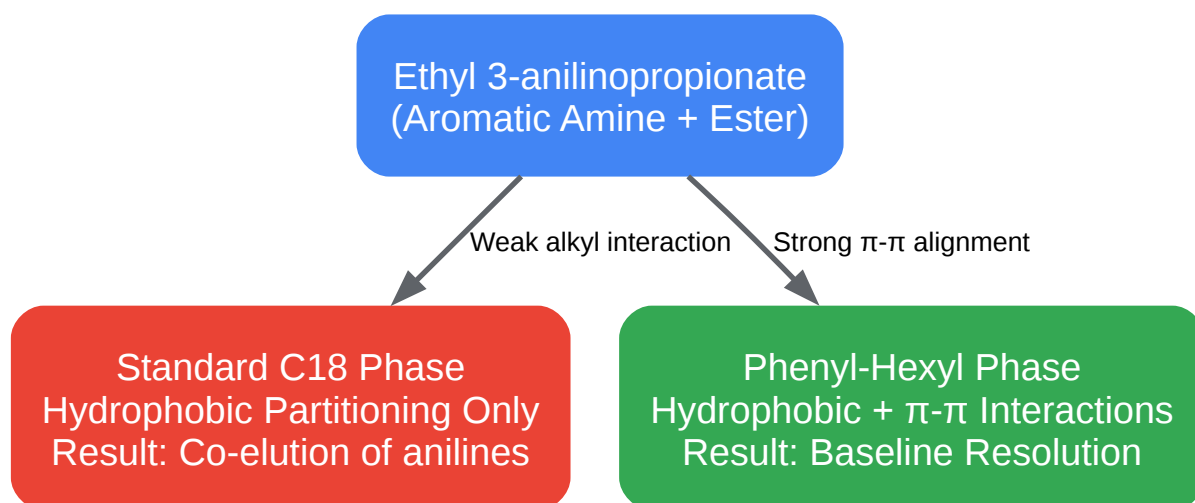 Ethyl 3-anilinopropionate
(Aromatic Amine + Ester)
Weak alkyl interaction
Strong π-π alignment
Standard C18 Phase
Hydrophobic Partitioning Only
Result: Co-elution of anilines
Phenyl-Hexyl Phase
Hydrophobic + π-π Interactions
Result: Baseline Resolution